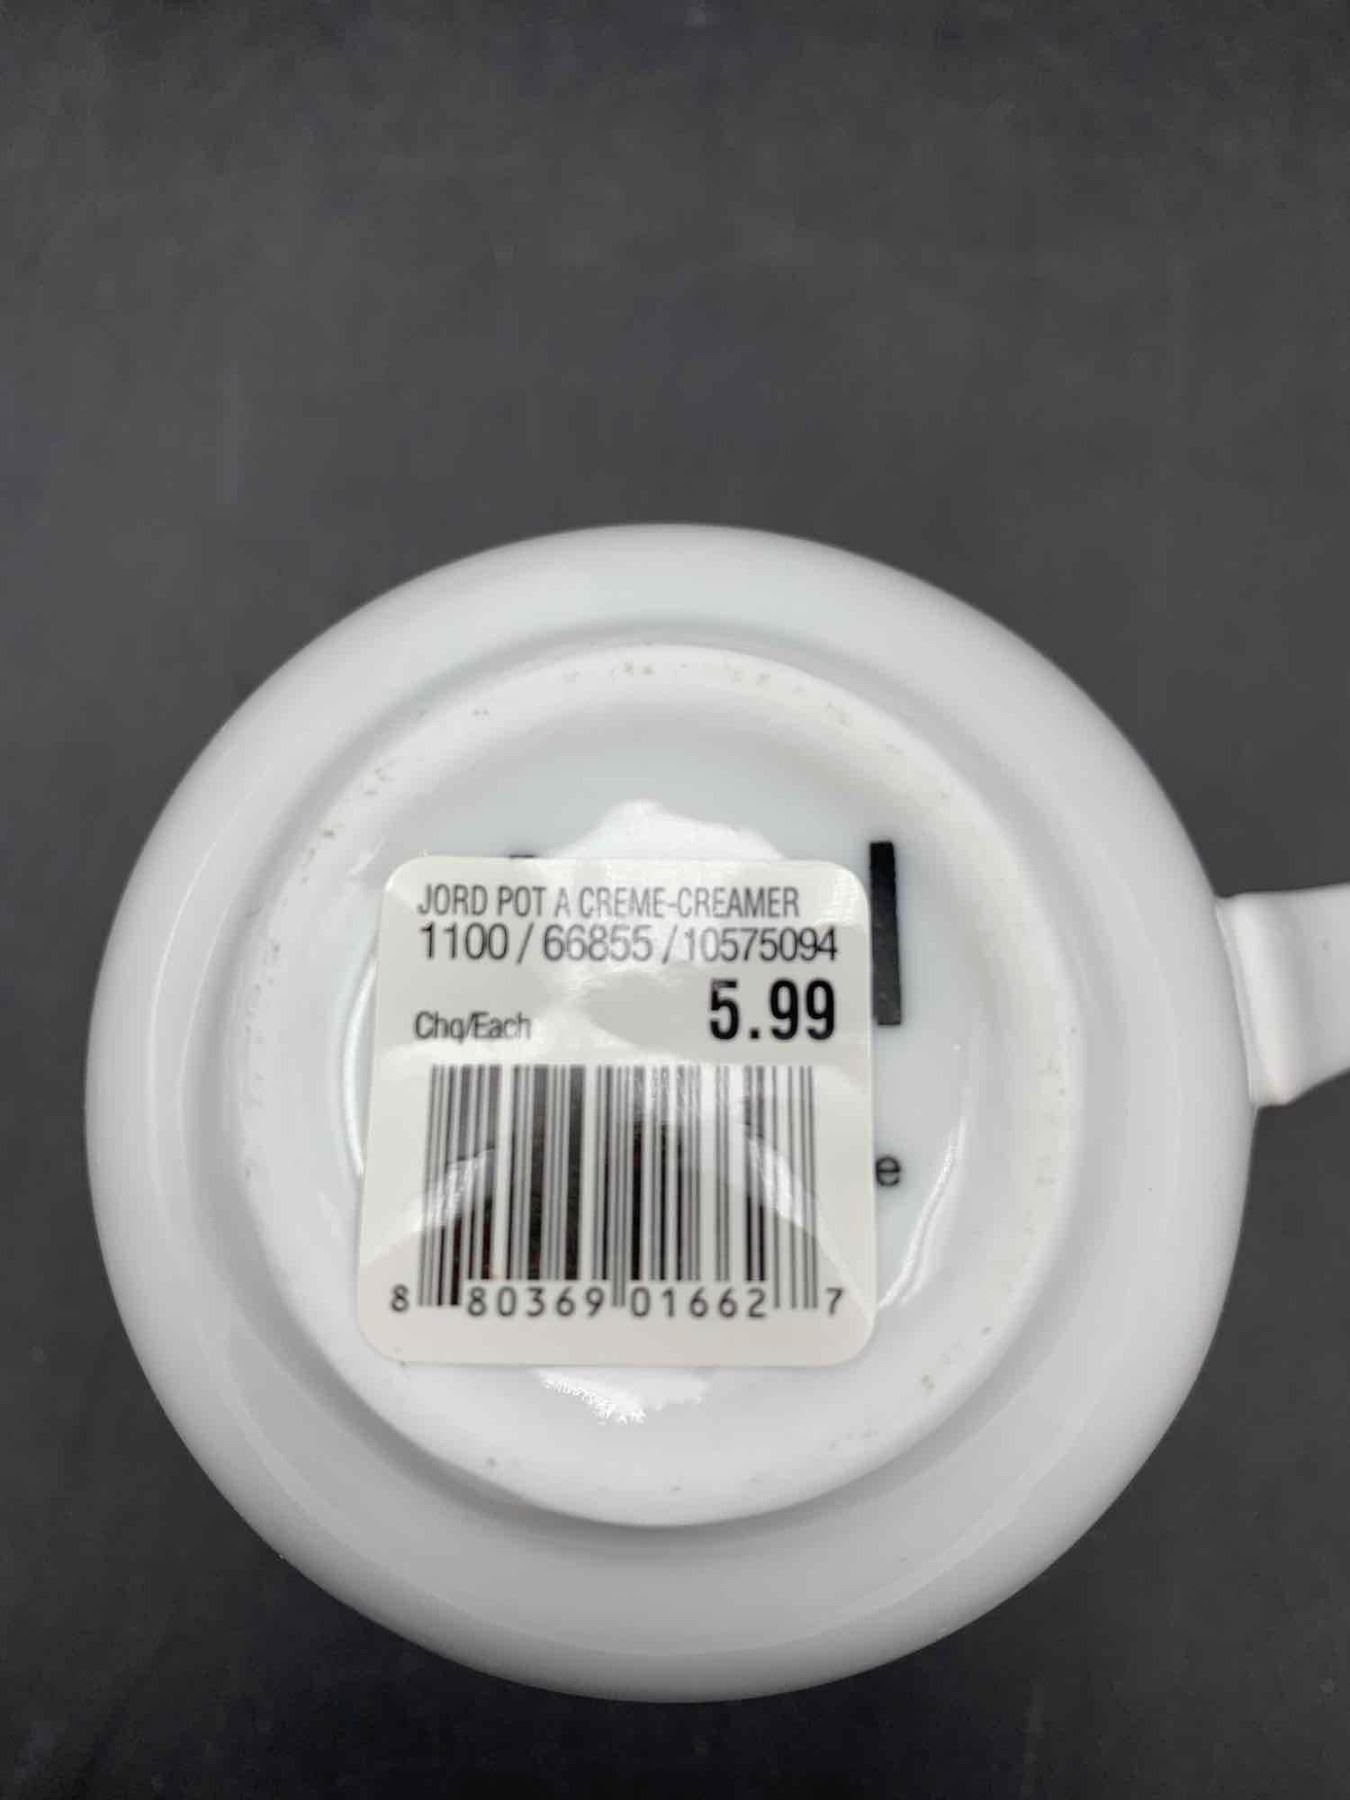 JORD POT A CREME-CREAMER
1100 / 66855 / 10575094
Chq/Each 5.99
8 80369 01662 7
e